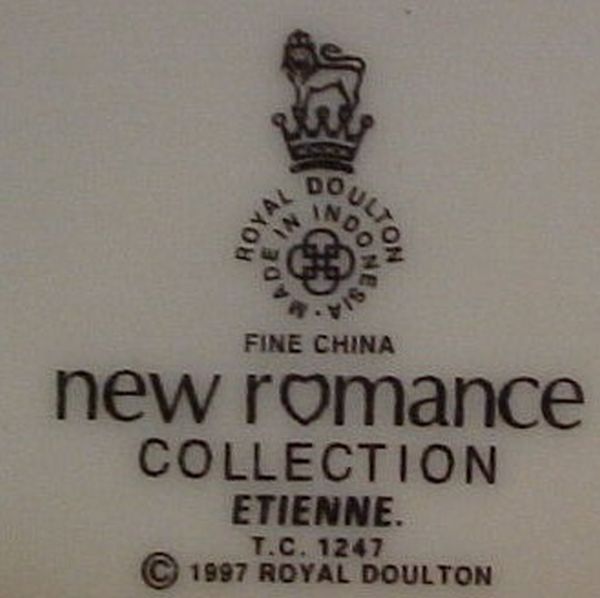 ROYAL DOULTON
MADE IN INDONESIA
FINE CHINA
new romance
COLLECTION
ETIENNE.
T.C. 1247
© 1997 ROYAL DOULTON